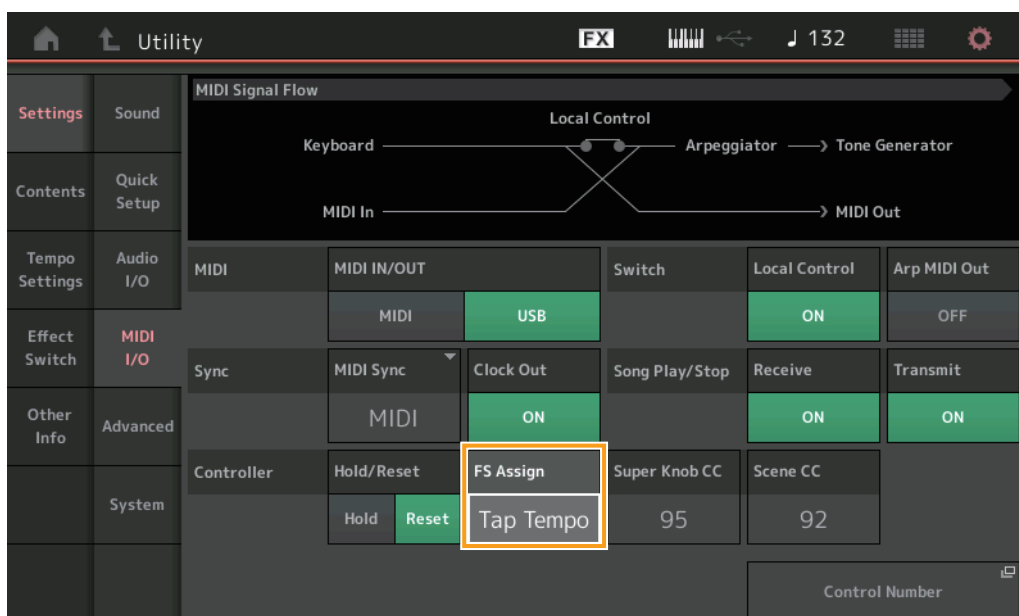 Utility
FX
♩ 132
Settings
Sound
Contents
Quick
Setup
Tempo
Settings
Audio
I/O
Effect
Switch
MIDI
I/O
Other
Info
Advanced
System
MIDI Signal Flow
Local Control
Keyboard
Arpeggiator
Tone Generator
MIDI In
MIDI Out
MIDI
MIDI IN/OUT
MIDI
USB
Switch
Local Control
ON
Arp MIDI Out
OFF
Sync
MIDI Sync
MIDI
Clock Out
ON
Song Play/Stop
Receive
ON
Transmit
ON
Controller
Hold/Reset
Hold
Reset
FS Assign
Tap Tempo
Super Knob CC
95
Scene CC
92
Control Number